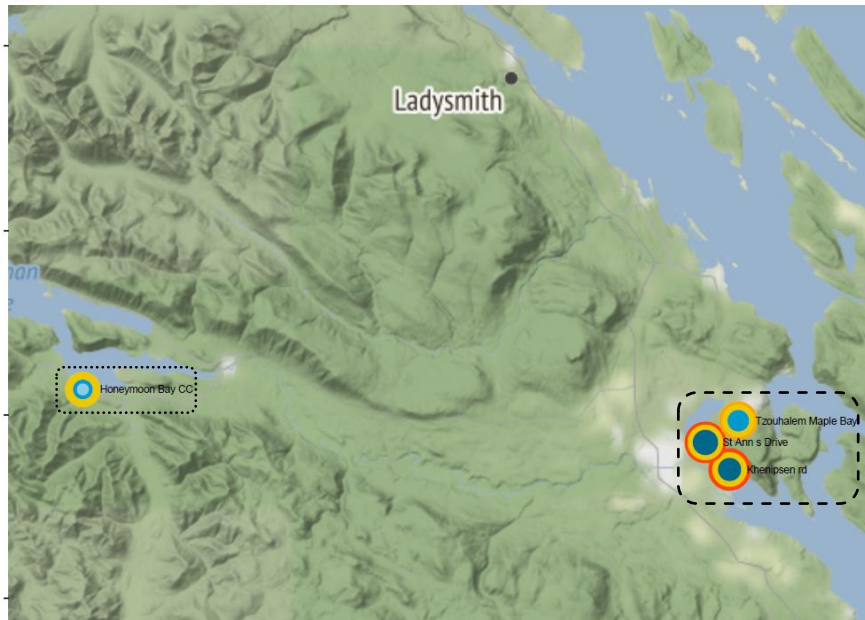 Ladysmith
Honeymoon Bay CC
Tzouhalem Maple Bay
St Ann s Drive
Khenipsen rd